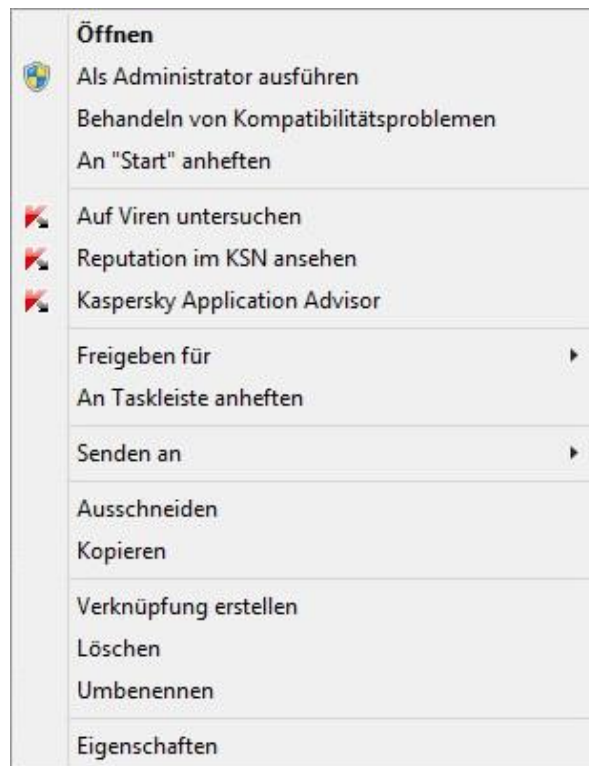 Öffnen
Als Administrator ausführen
Behandeln von Kompatibilitätsproblemen
An "Start" anheften
Auf Viren untersuchen
Reputation im KSN ansehen
Kaspersky Application Advisor
Freigeben für
An Taskleiste anheften
Senden an
Ausschneiden
Kopieren
Verknüpfung erstellen
Löschen
Umbenennen
Eigenschaften